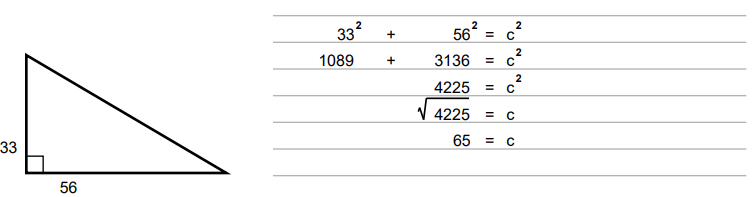 33² + 56² = c²
1089 + 3136 = c²
4225 = c²
√4225 = c
65 = c
33
56